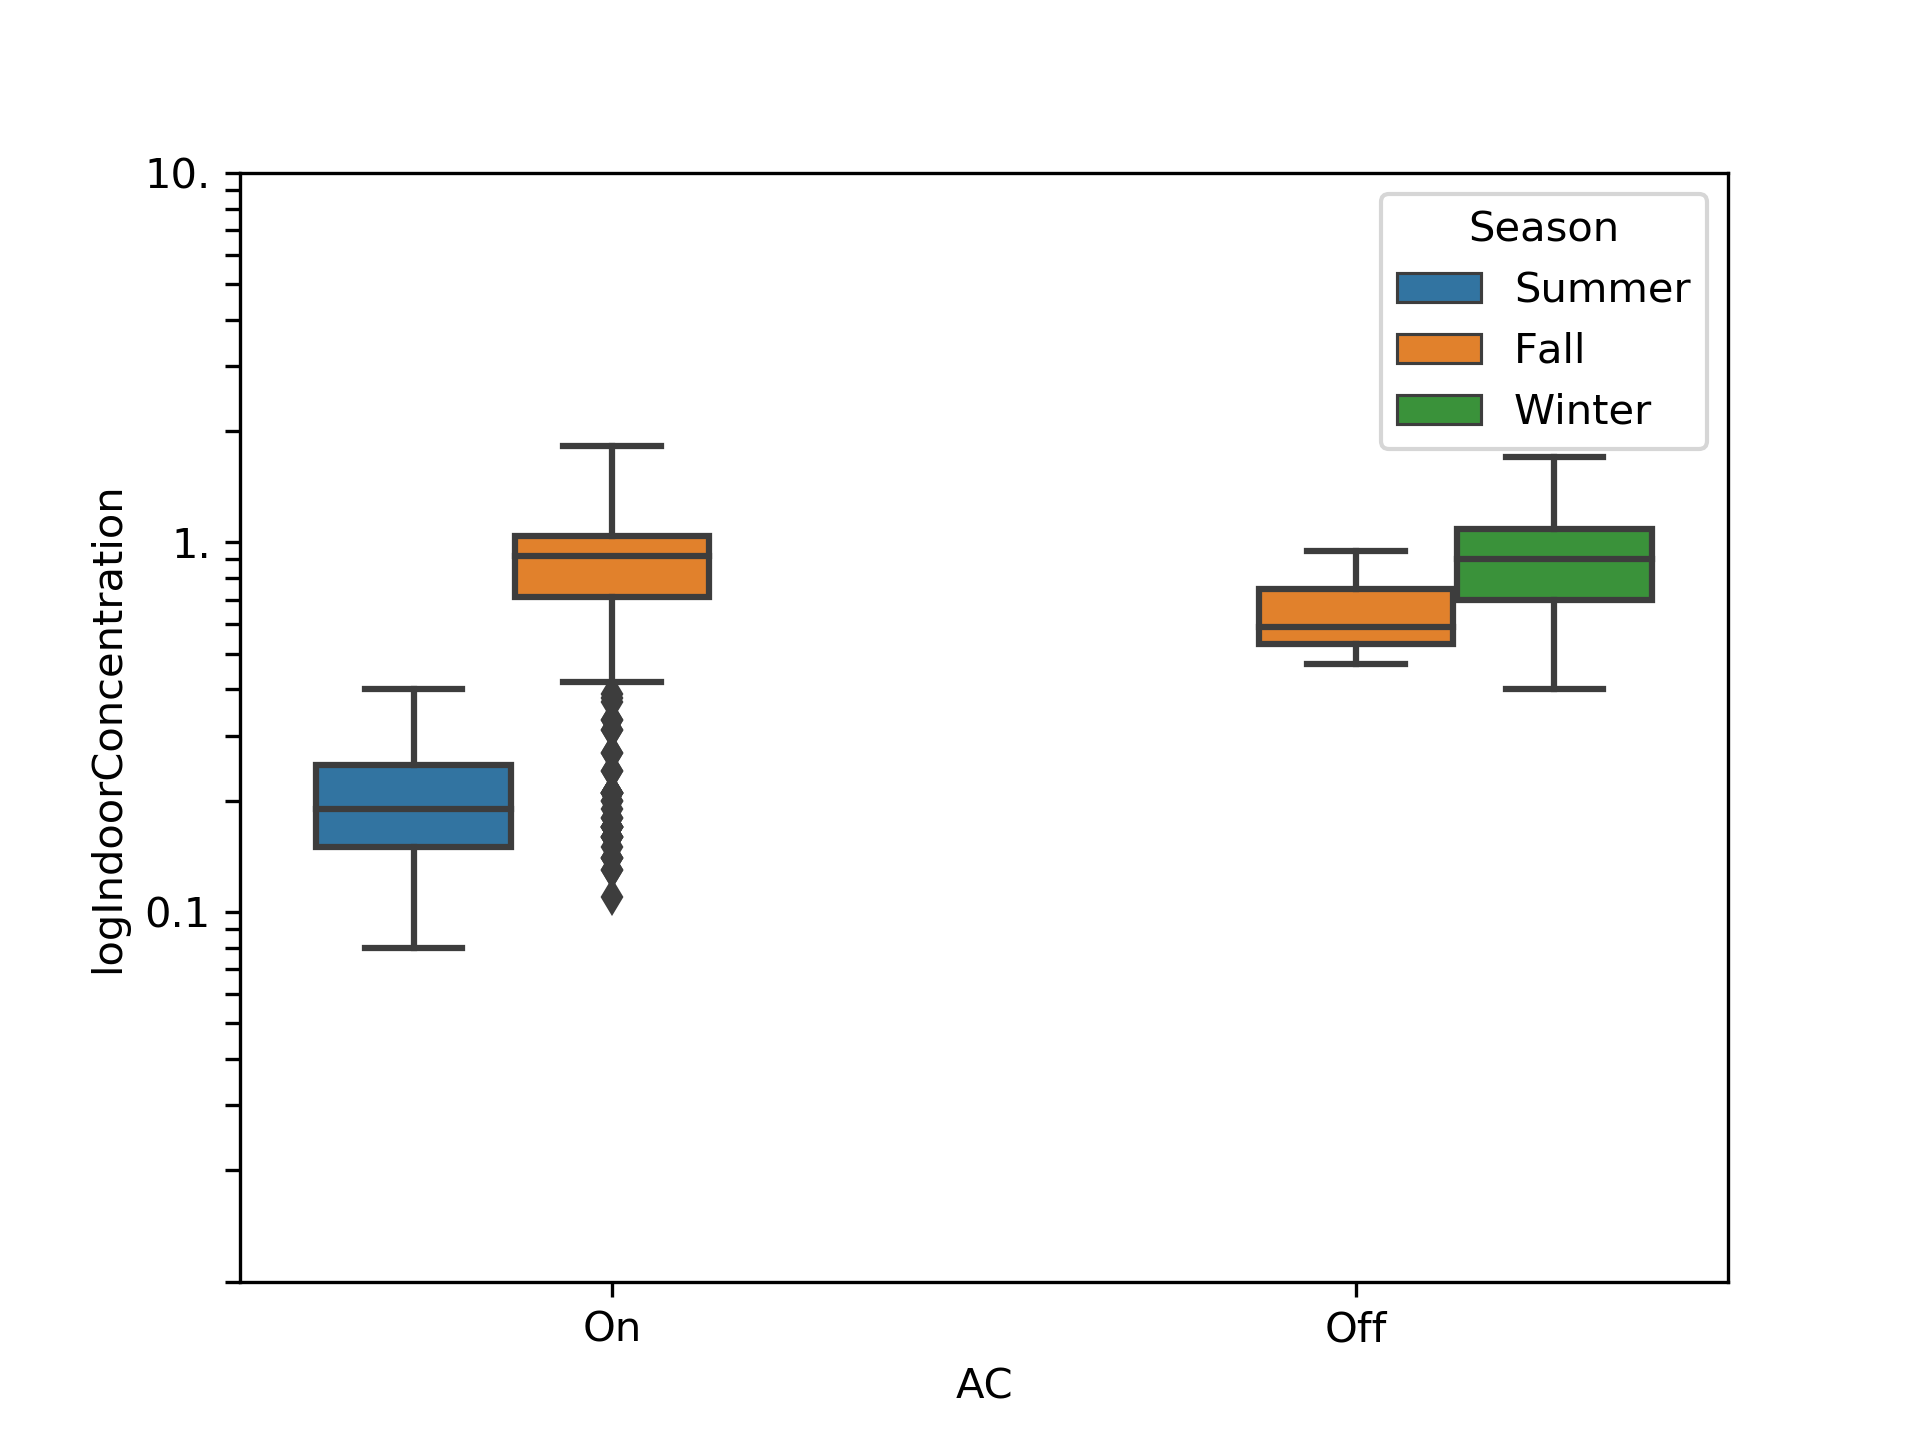 10.
1.
0.1
logIndoorConcentration
Season
Summer
Fall
Winter
On
Off
AC